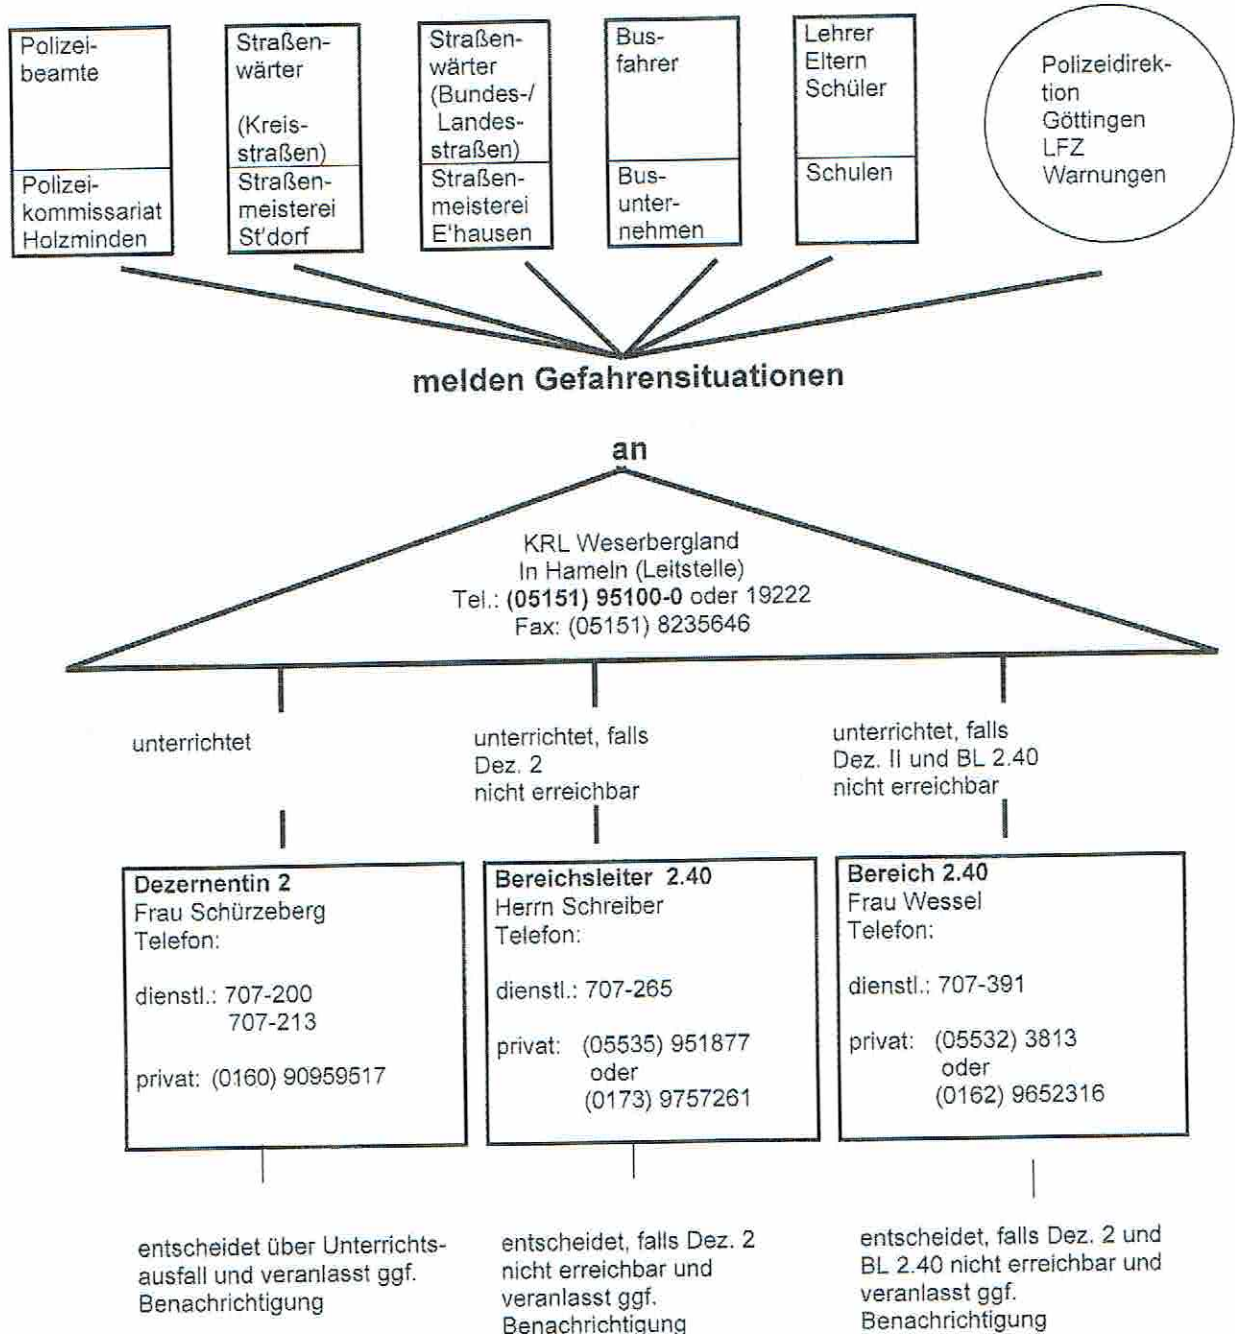 Polizei-
beamte
Polizei-
kommissariat
Holzminden
Straßen-
wärter
(Kreis-
straßen)
Straßen-
meisterei
St'dorf
Straßen-
wärter
(Bundes-/
Landes-
straßen)
Straßen-
meisterei
E'hausen
Bus-
fahrer
Bus-
unter-
nehmen
Lehrer
Eltern
Schüler
Schulen
Polizeidirek-
tion
Göttingen
LFZ
Warnungen
melden Gefahrensituationen
an
KRL Weserbergland
In Hameln (Leitstelle)
Tel.: (05151) 95100-0 oder 19222
Fax: (05151) 8235646
unterrichtet
unterrichtet, falls
Dez. 2
nicht erreichbar
unterrichtet, falls
Dez. II und BL 2.40
nicht erreichbar
Dezernentin 2
Frau Schürzeberg
Telefon:
dienstl.: 707-200
707-213
privat: (0160) 90959517
Bereichsleiter 2.40
Herrn Schreiber
Telefon:
dienstl.: 707-265
privat: (05535) 951877
oder
(0173) 9757261
Bereich 2.40
Frau Wessel
Telefon:
dienstl.: 707-391
privat: (05532) 3813
oder
(0162) 9652316
entscheidet über Unterrichts-
ausfall und veranlasst ggf.
Benachrichtigung
entscheidet, falls Dez. 2
nicht erreichbar und
veranlasst ggf.
Benachrichtigung
entscheidet, falls Dez. 2 und
BL 2.40 nicht erreichbar und
veranlasst ggf.
Benachrichtigung